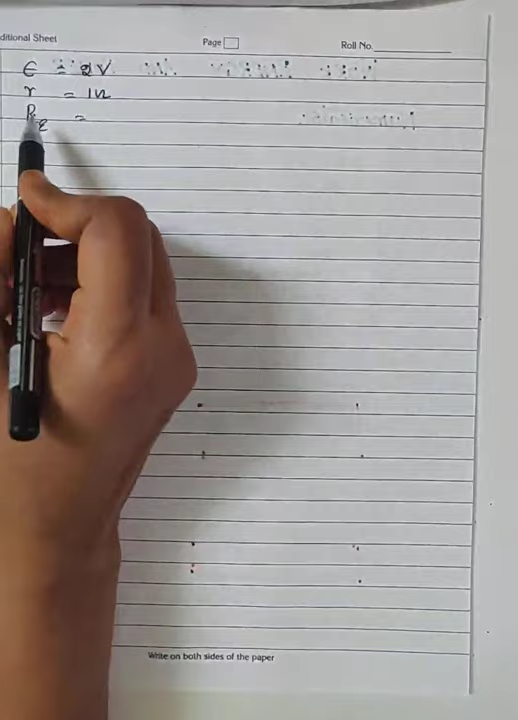 ditional Sheet Page Roll No.
ϵ = 2V
r = 1Ω
R =
Write on both sides of the paper